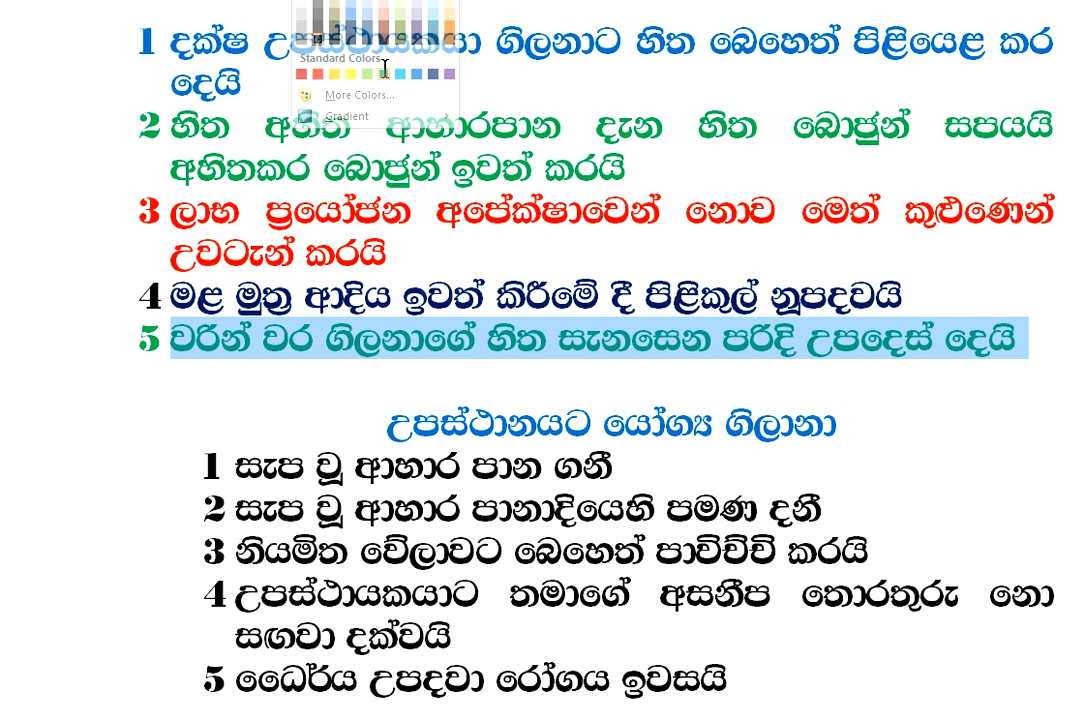 1 දක්ෂ උපස්ථායකයා ගිලනාට හිත බෙහෙත් පිළියෙළ කර
දෙයි
Standard Colors
More Colors...
Gradient
2 හිත අහිත ආහාරපාන දැන හිත බොජුන් සපයයි
අහිතකර බොජුන් ඉවත් කරයි
3 ලාභ ප්‍රයෝජන අපේක්ෂාවෙන් නොව මෙත් කුළුණෙන්
උවටැන් කරයි
4 මළ මුත්‍ර ආදිය ඉවත් කිරීමේ දී පිළිකුල් නූපදවයි
5 වරින් වර ගිලනාගේ හිත සැනසෙන පරිදි උපදෙස් දෙයි
උපස්ථානයට යෝග්‍ය ගිලානා
1 සැප වූ ආහාර පාන ගනී
2 සැප වූ ආහාර පානාදියෙහි පමණ දනී
3 නියමිත වේලාවට බෙහෙත් පාවිච්චි කරයි
4 උපස්ථායකයාට තමාගේ අසනීප තොරතුරු නො
සඟවා දක්වයි
5 ධෛර්ය උපදවා රෝගය ඉවසයි